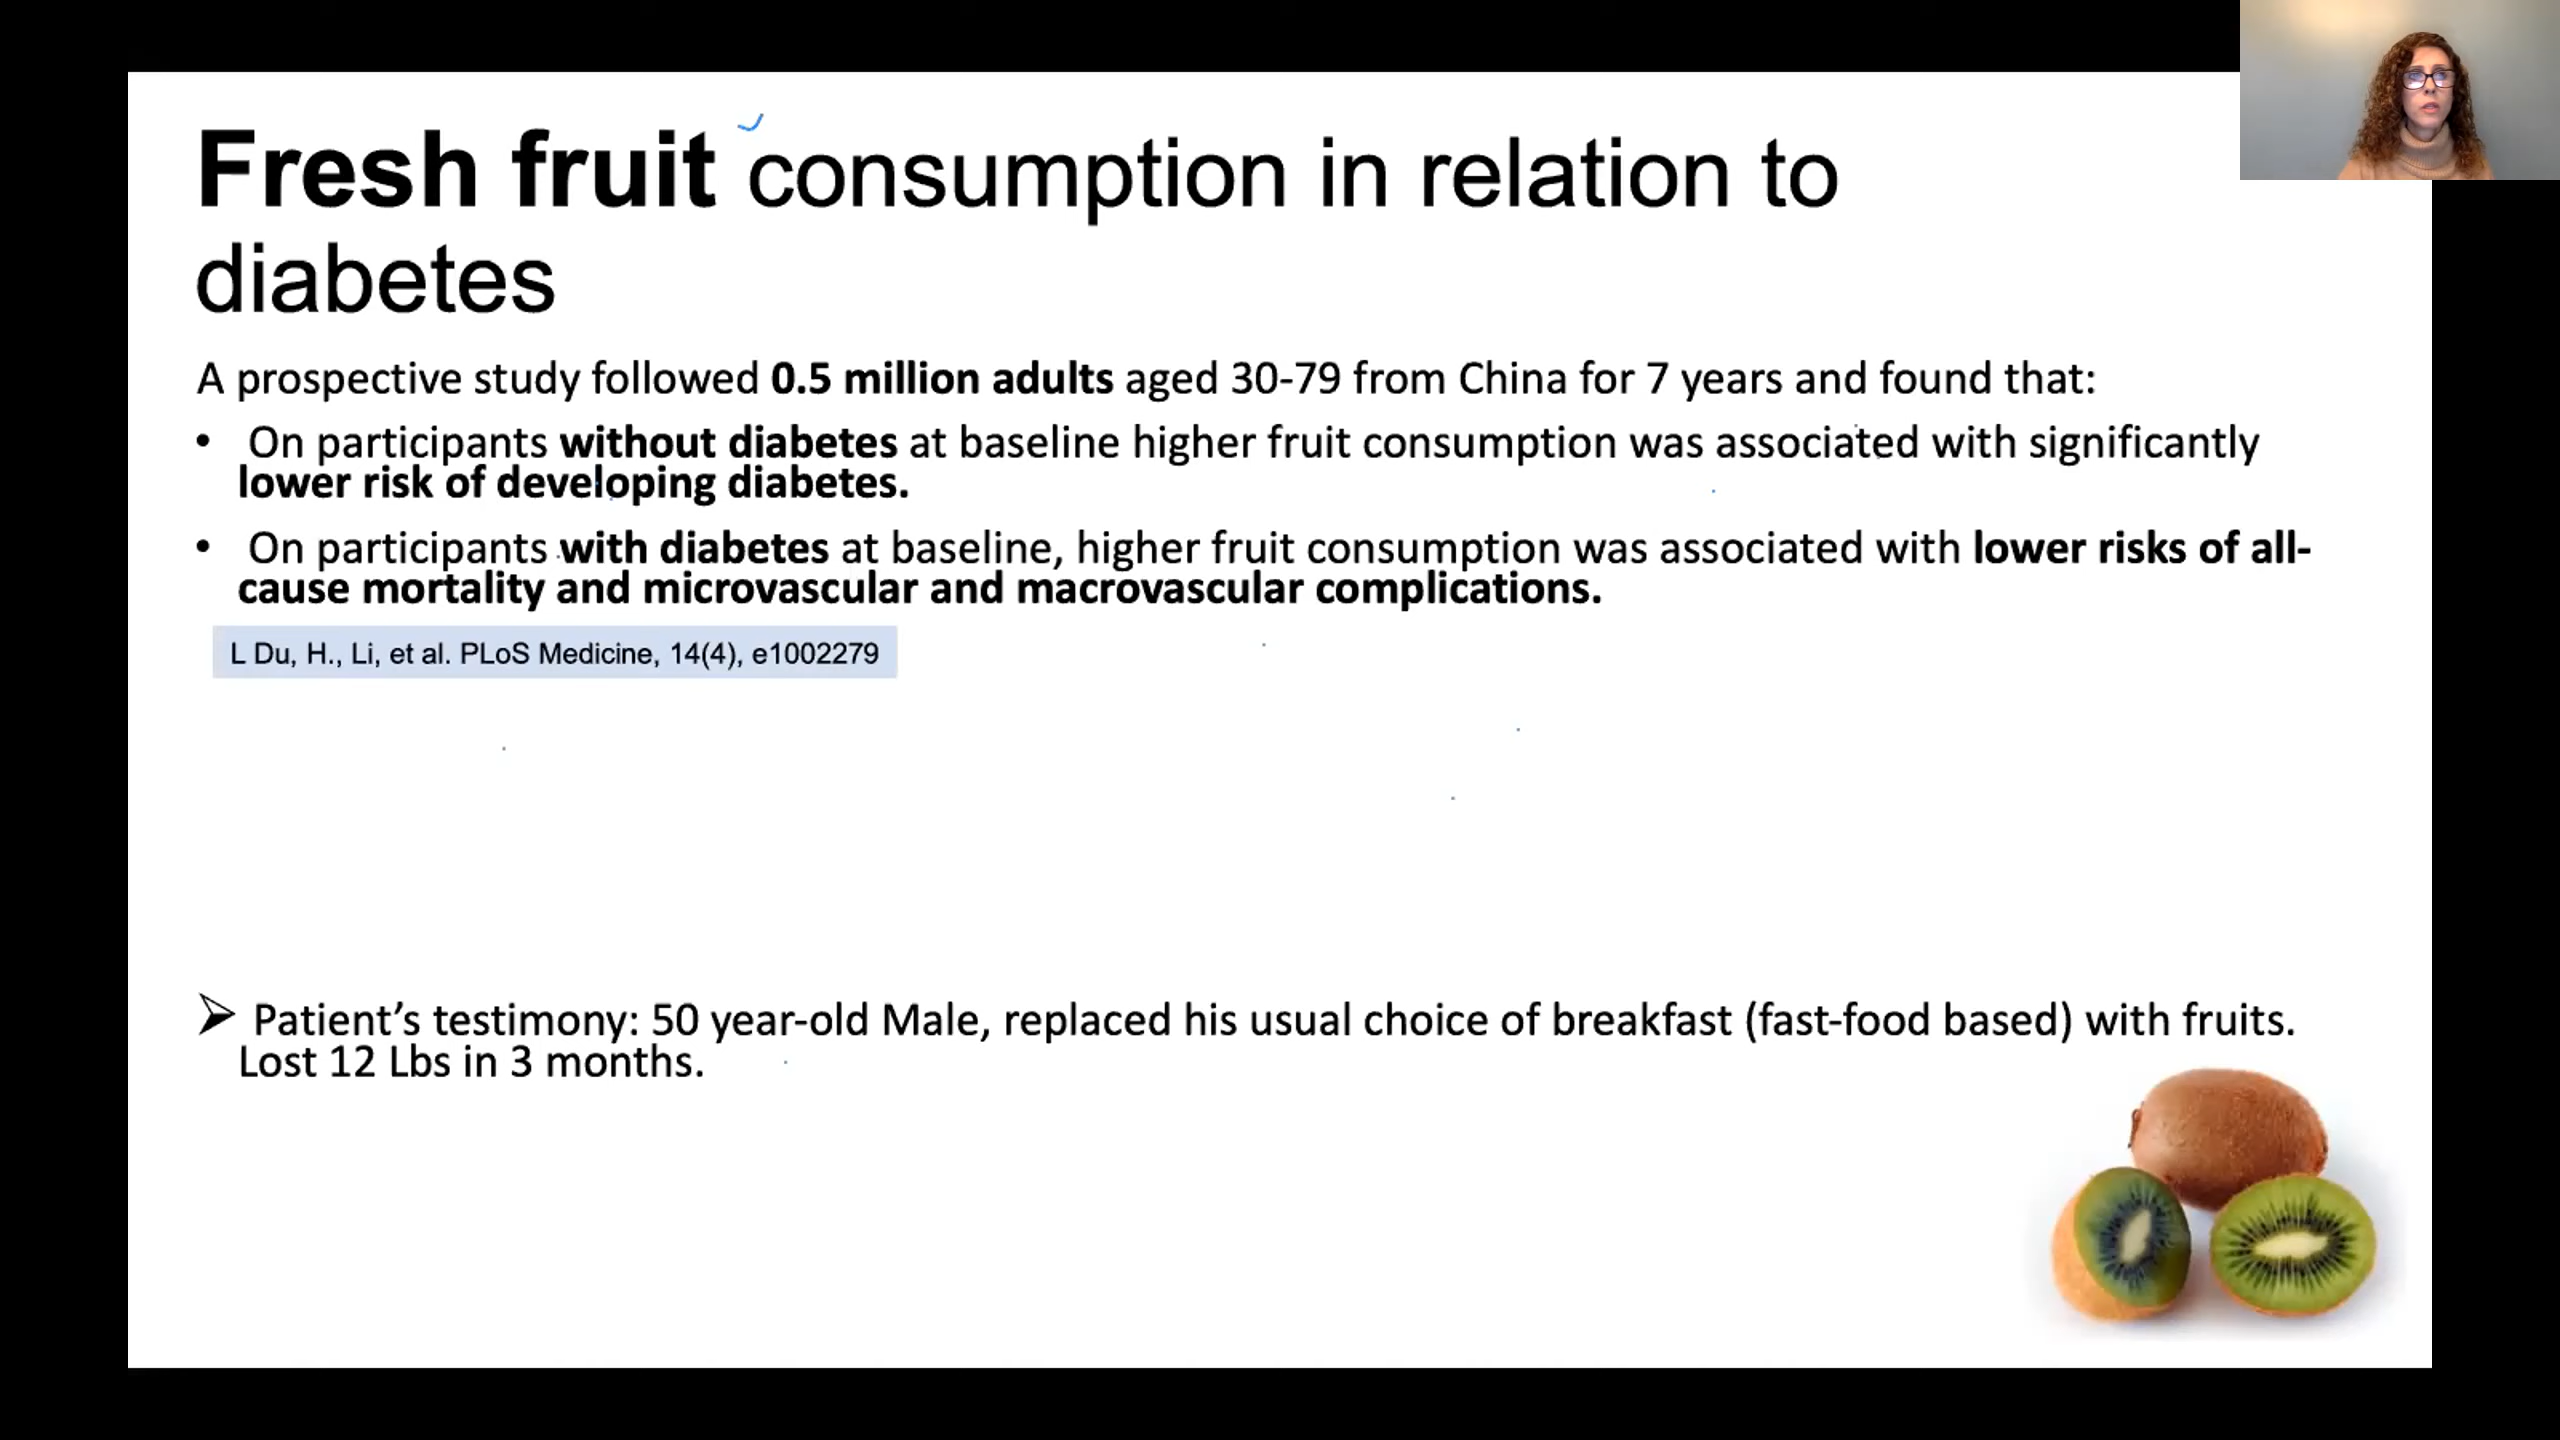 Fresh fruit consumption in relation to
diabetes
A prospective study followed 0.5 million adults aged 30-79 from China for 7 years and found that:
• On participants without diabetes at baseline higher fruit consumption was associated with significantly
lower risk of developing diabetes.
• On participants with diabetes at baseline, higher fruit consumption was associated with lower risks of all-
cause mortality and microvascular and macrovascular complications.
L Du, H., Li, et al. PLoS Medicine, 14(4), e1002279
➢ Patient’s testimony: 50 year-old Male, replaced his usual choice of breakfast (fast-food based) with fruits.
Lost 12 Lbs in 3 months.